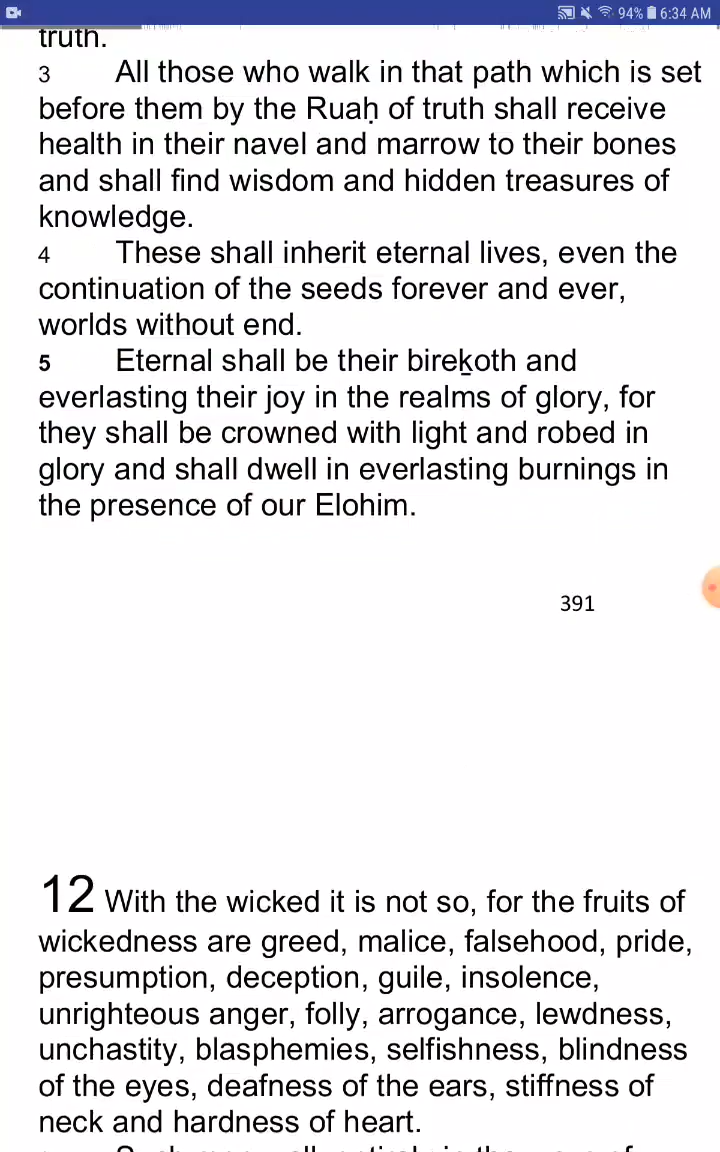 94% 6:34 AM
truth.
3 All those who walk in that path which is set
before them by the Ruaḥ of truth shall receive
health in their navel and marrow to their bones
and shall find wisdom and hidden treasures of
knowledge.
4 These shall inherit eternal lives, even the
continuation of the seeds forever and ever,
worlds without end.
5 Eternal shall be their bireḵoth and
everlasting their joy in the realms of glory, for
they shall be crowned with light and robed in
glory and shall dwell in everlasting burnings in
the presence of our Elohim.
391
12 With the wicked it is not so, for the fruits of
wickedness are greed, malice, falsehood, pride,
presumption, deception, guile, insolence,
unrighteous anger, folly, arrogance, lewdness,
unchastity, blasphemies, selfishness, blindness
of the eyes, deafness of the ears, stiffness of
neck and hardness of heart.